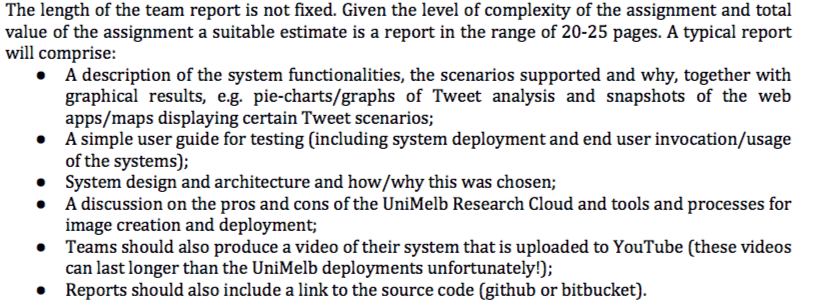 The length of the team report is not fixed. Given the level of complexity of the assignment and total
value of the assignment a suitable estimate is a report in the range of 20-25 pages. A typical report
will comprise:
● A description of the system functionalities, the scenarios supported and why, together with
graphical results, e.g. pie-charts/graphs of Tweet analysis and snapshots of the web
apps/maps displaying certain Tweet scenarios;
● A simple user guide for testing (including system deployment and end user invocation/usage
of the systems);
● System design and architecture and how/why this was chosen;
● A discussion on the pros and cons of the UniMelb Research Cloud and tools and processes for
image creation and deployment;
● Teams should also produce a video of their system that is uploaded to YouTube (these videos
can last longer than the UniMelb deployments unfortunately!);
● Reports should also include a link to the source code (github or bitbucket).